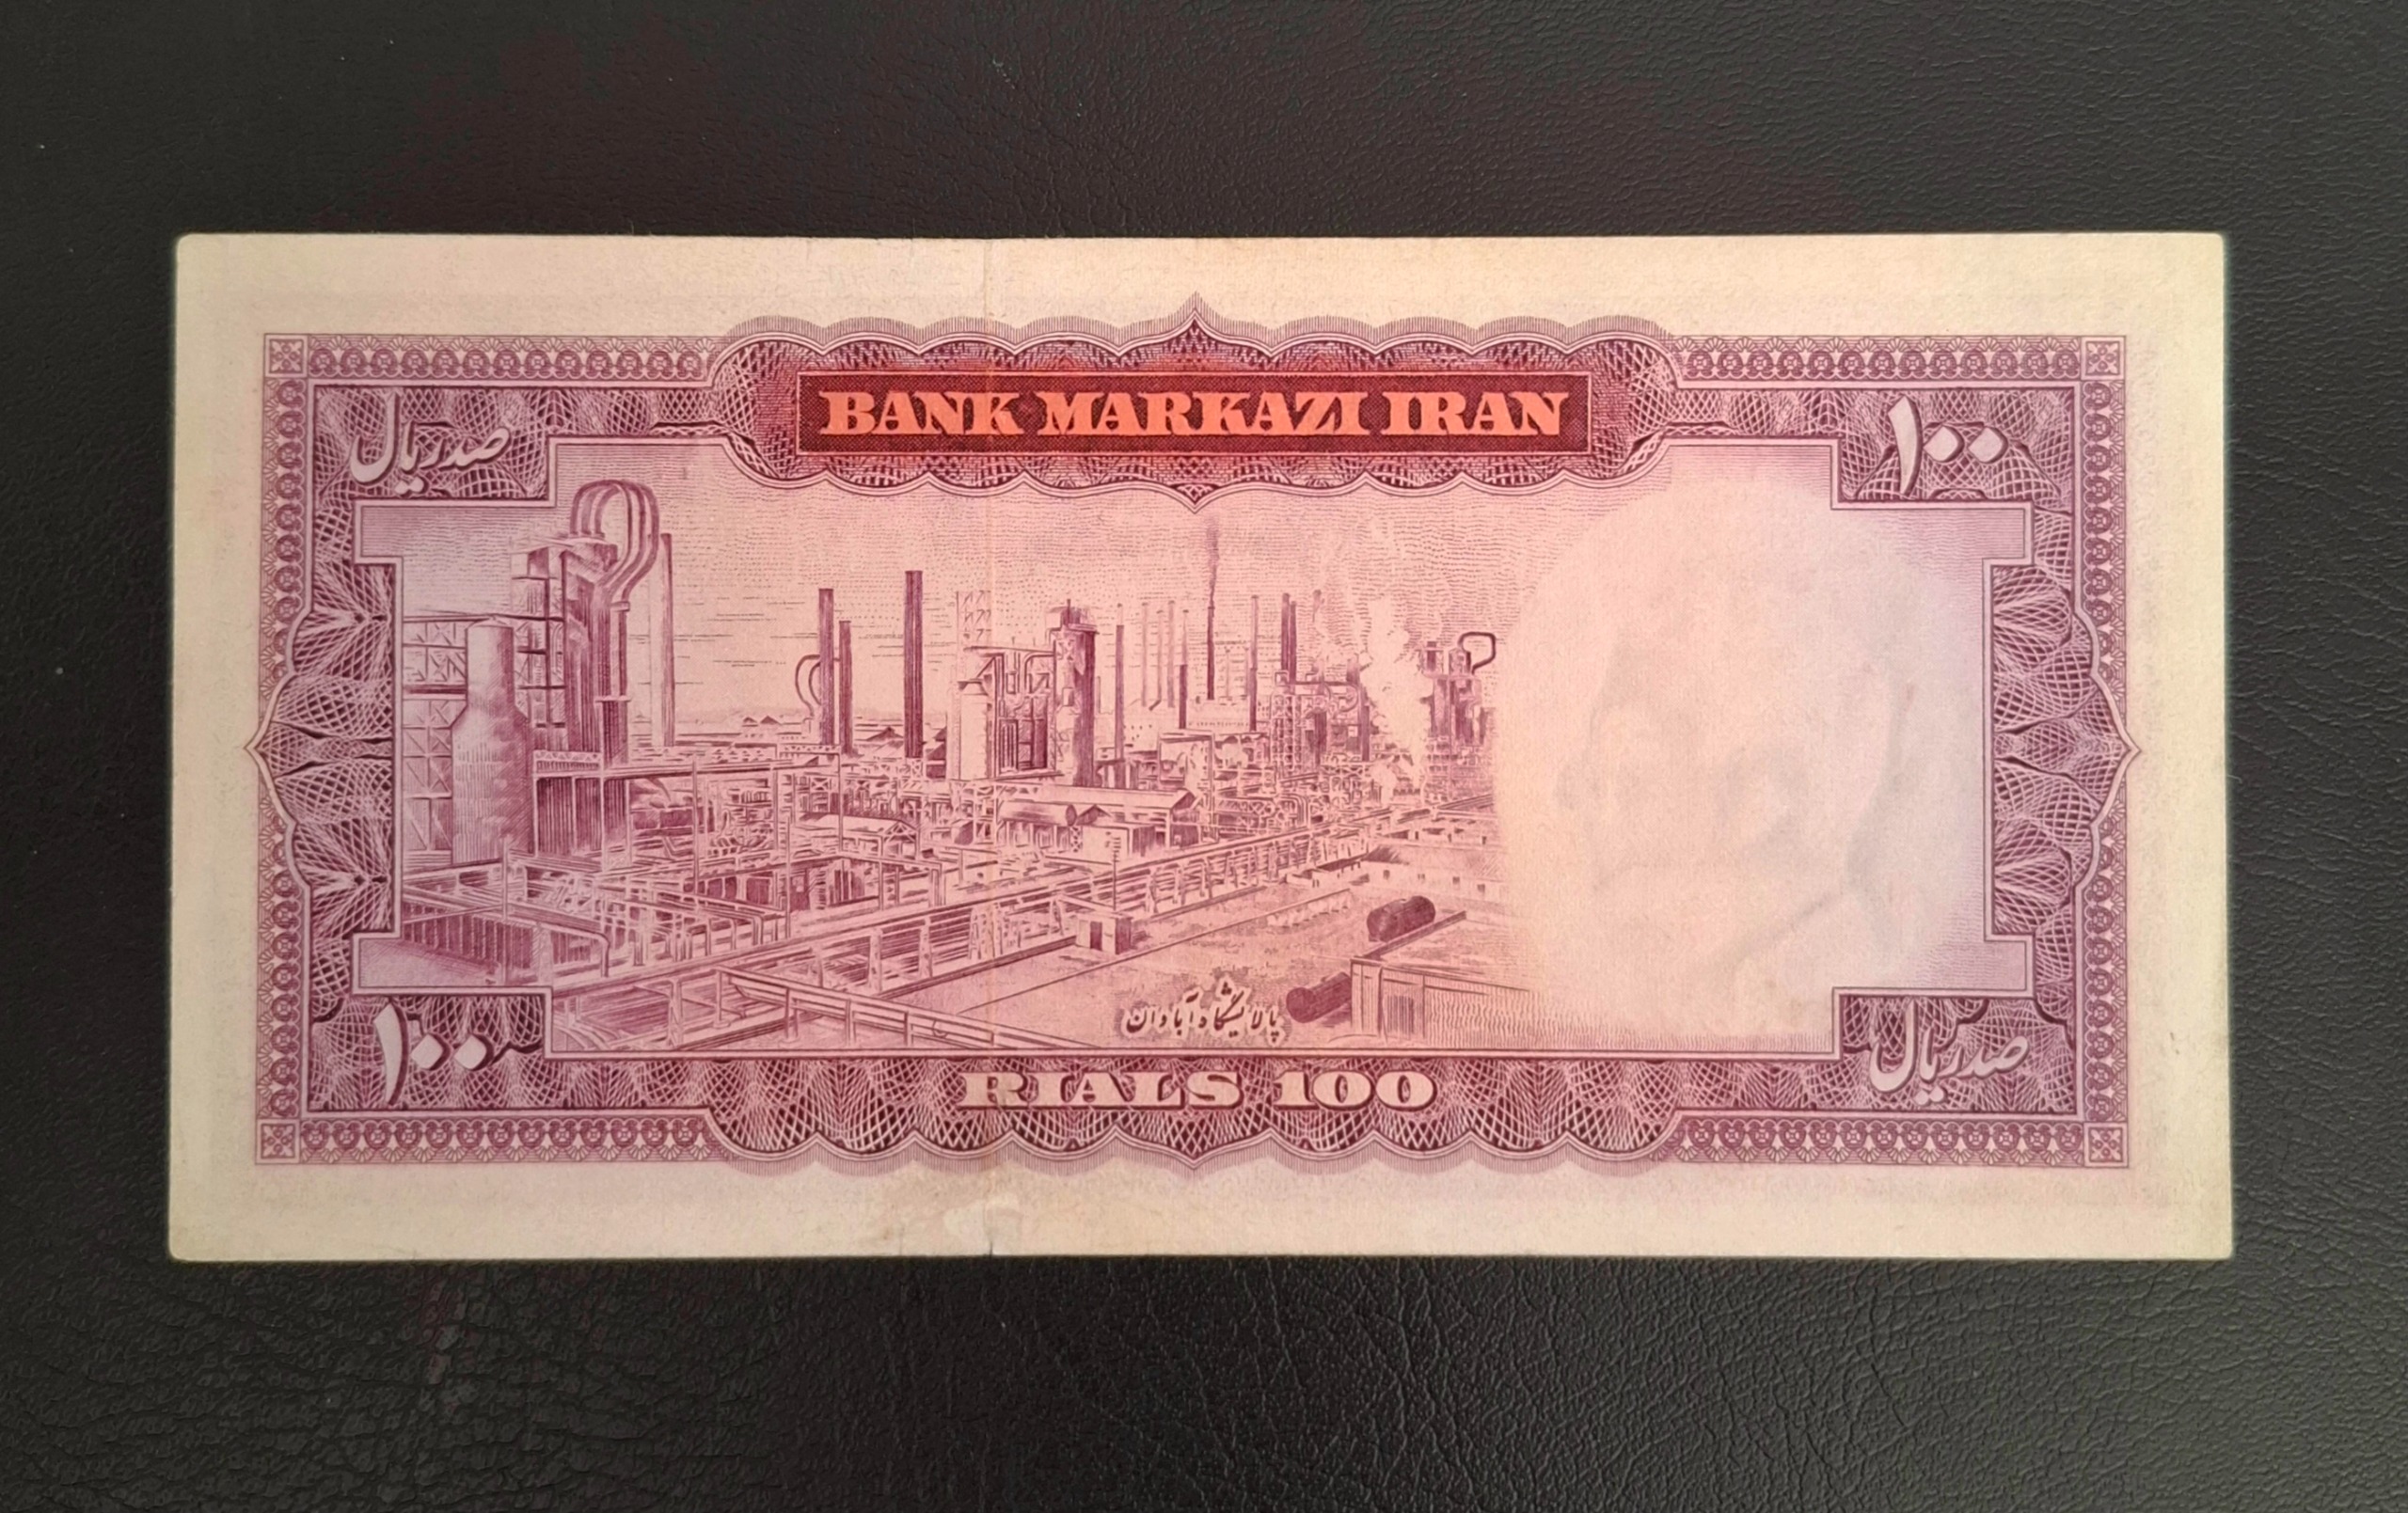 BANK MARKAZI IRAN
صد ریال
۱۰۰
پالایشگاه آبادان
۱۰۰
RIALS 100
صد ریال